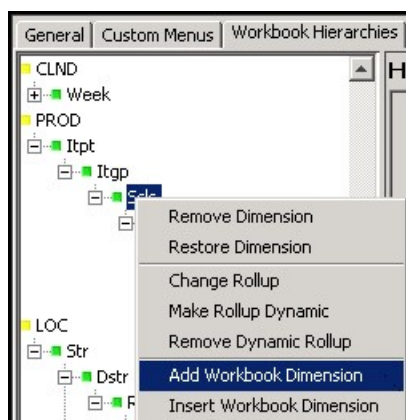 General Custom Menus Workbook Hierarchies
CLND
Week
PROD
Itpt
Itgp
Remove Dimension
Restore Dimension
Change Rollup
Make Rollup Dynamic
Remove Dynamic Rollup
LOC
Str
Dstr
Add Workbook Dimension
Insert Workbook Dimension